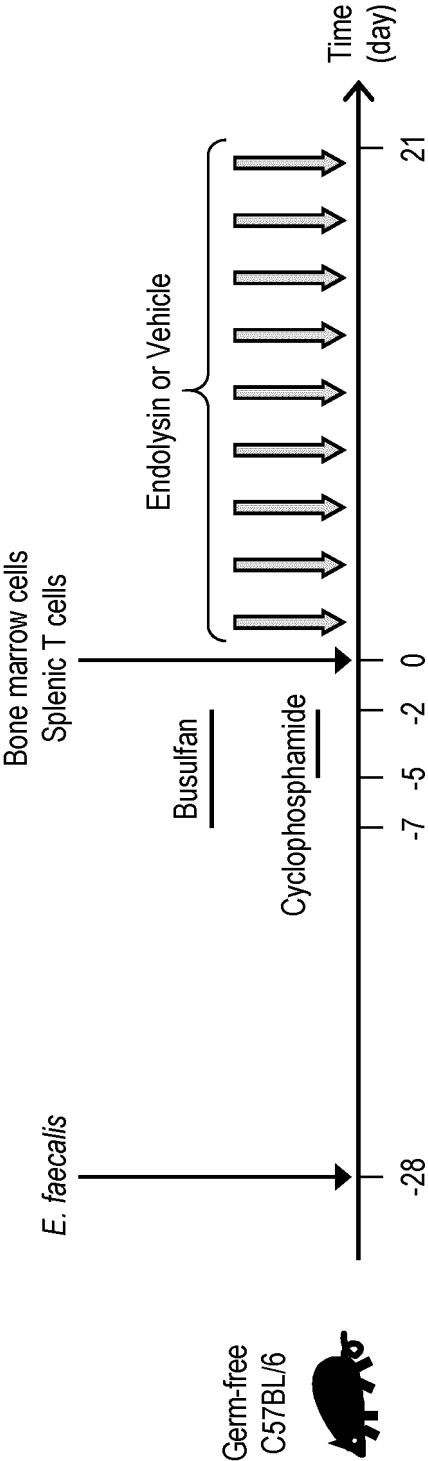 Germ-free
C57BL/6
E. faecalis
Bone marrow cells
Splenic T cells
Busulfan
Cyclophosphamide
Endolysin or Vehicle
-28
-7
-5
-2
0
21
Time
(day)